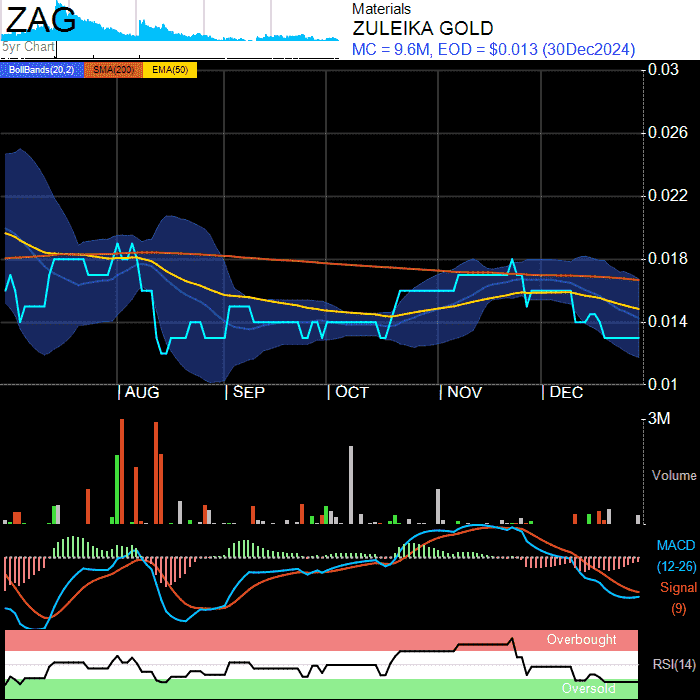 ZAG
5yr Chart
Materials
ZULEIKA GOLD
MC = 9.6M, EOD = $0.013 (30Dec2024)
BollBands(20,2) SMA(200) EMA(50)
0.03
0.026
0.022
0.018
0.014
0.01
AUG SEP OCT NOV DEC
3M
Volume
MACD
(12-26)
Signal
(9)
Overbought
RSI(14)
Oversold